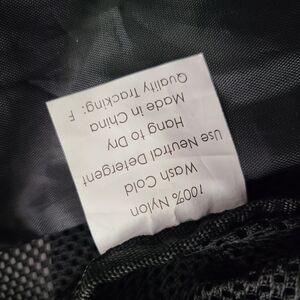 100% Nylon
Wash Cold
Use Neutral Detergent
Hang to Dry
Made in China
Quality Tracking: F